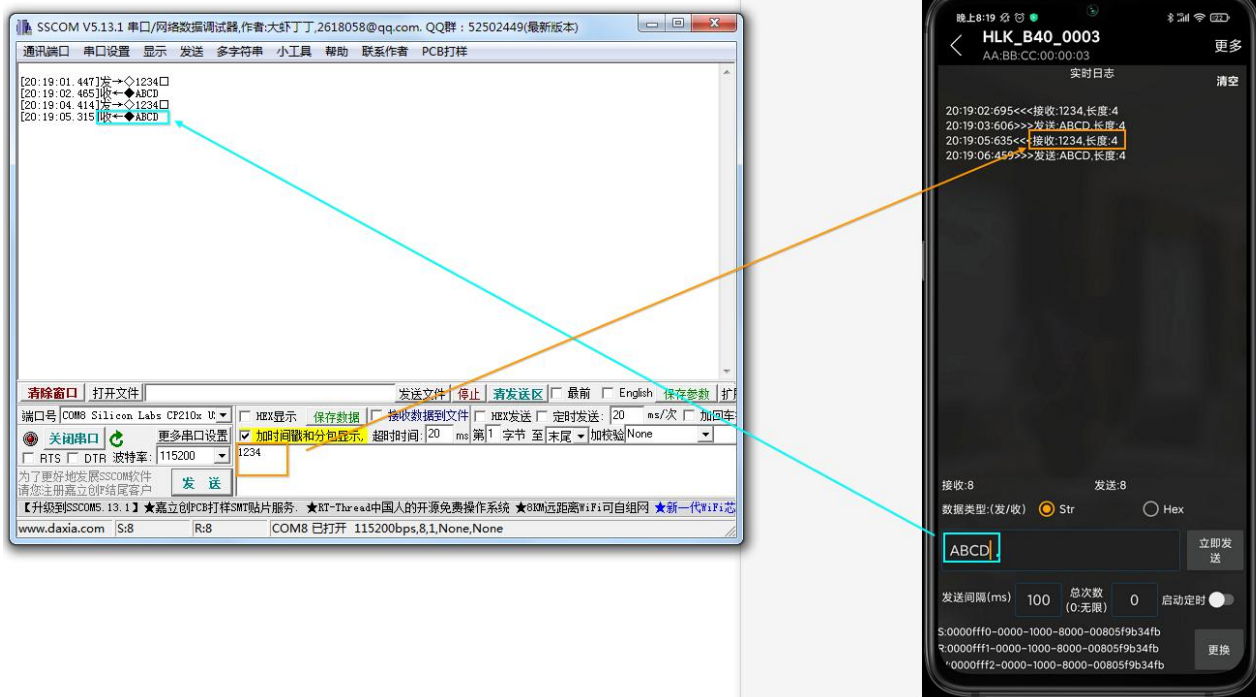 SSCOM V5.13.1 串口/网络数据调试器,作者:大虾丁丁,2618058@qq.com. QQ群：52502449(最新版本)
通讯端口 串口设置 显示 发送 多字符串 小工具 帮助 联系作者 PCB打样
[20:19:01.447]发→◇1234□
[20:19:02.465]收←◆ABCD
[20:19:04.414]发→◇1234□
[20:19:05.315]收←◆ABCD
清除窗口 打开文件 发送文件 停止 清发送区 最前 English 保存参数 扩
端口号 COM8 Silicon Labs CP210x U: HEX显示 保存数据 接收数据到文件 HEX发送 定时发送: 20 ms/次 加回车
关闭串口 更多串口设置 加时间戳和分包显示, 超时时间: 20 ms 第1 字节 至 末尾 加校验 None
RTS DTR 波特率: 115200 1234
为了更好地发展SSCOM软件
请您注册嘉立创F结尾客户 发 送
【升级到SSCOM5.13.1】★嘉立创PCB打样SMT贴片服务. ★RT-Thread中国人的开源免费操作系统 ★8KM远距离WiFi可自组网 ★新一代WiFi芯
www.daxia.com S:8 R:8 COM8 已打开 115200bps,8,1,None,None
晚上8:19
HLK_B40_0003 更多
AA:BB:CC:00:00:03
实时日志 清空
20:19:02:695<<<接收:1234,长度:4
20:19:03:606>>>发送:ABCD,长度:4
20:19:05:635<<<接收:1234,长度:4
20:19:06:459>>>发送:ABCD,长度:4
接收:8 发送:8
数据类型:(发/收) Str Hex
ABCD 立即发送
发送间隔(ms) 100 总次数(0:无限) 0 启动定时
S:0000fff0-0000-1000-8000-00805f9b34fb
R:0000fff1-0000-1000-8000-00805f9b34fb 更换
:0000fff2-0000-1000-8000-00805f9b34fb